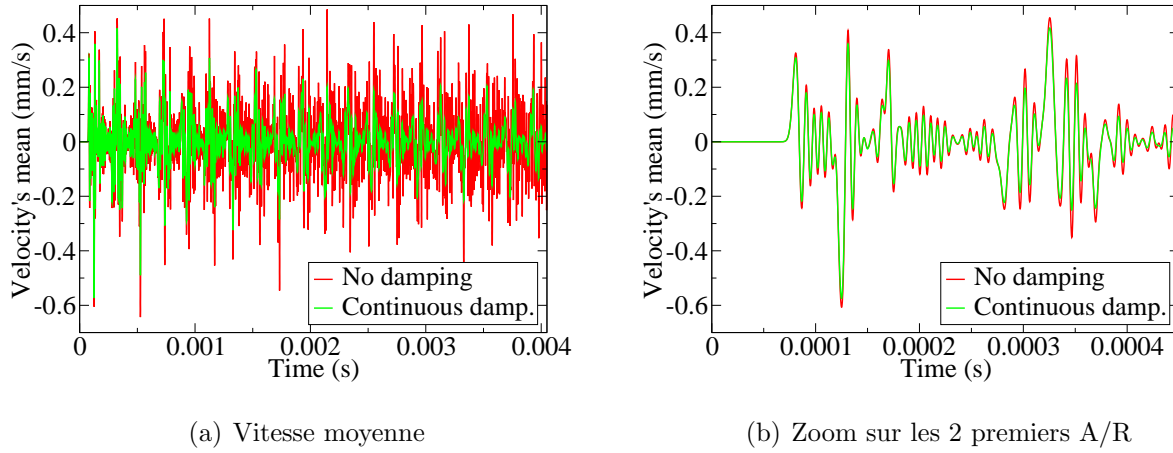 0.4
0.2
0
-0.2
-0.4
-0.6
Velocity's mean (mm/s)
No damping
Continuous damp.
0 0.001 0.002 0.003 0.004
Time (s)
(a) Vitesse moyenne
0.4
0.2
0
-0.2
-0.4
-0.6
Velocity's mean (mm/s)
No damping
Continuous damp.
0 0.0001 0.0002 0.0003 0.0004
Time (s)
(b) Zoom sur les 2 premiers A/R